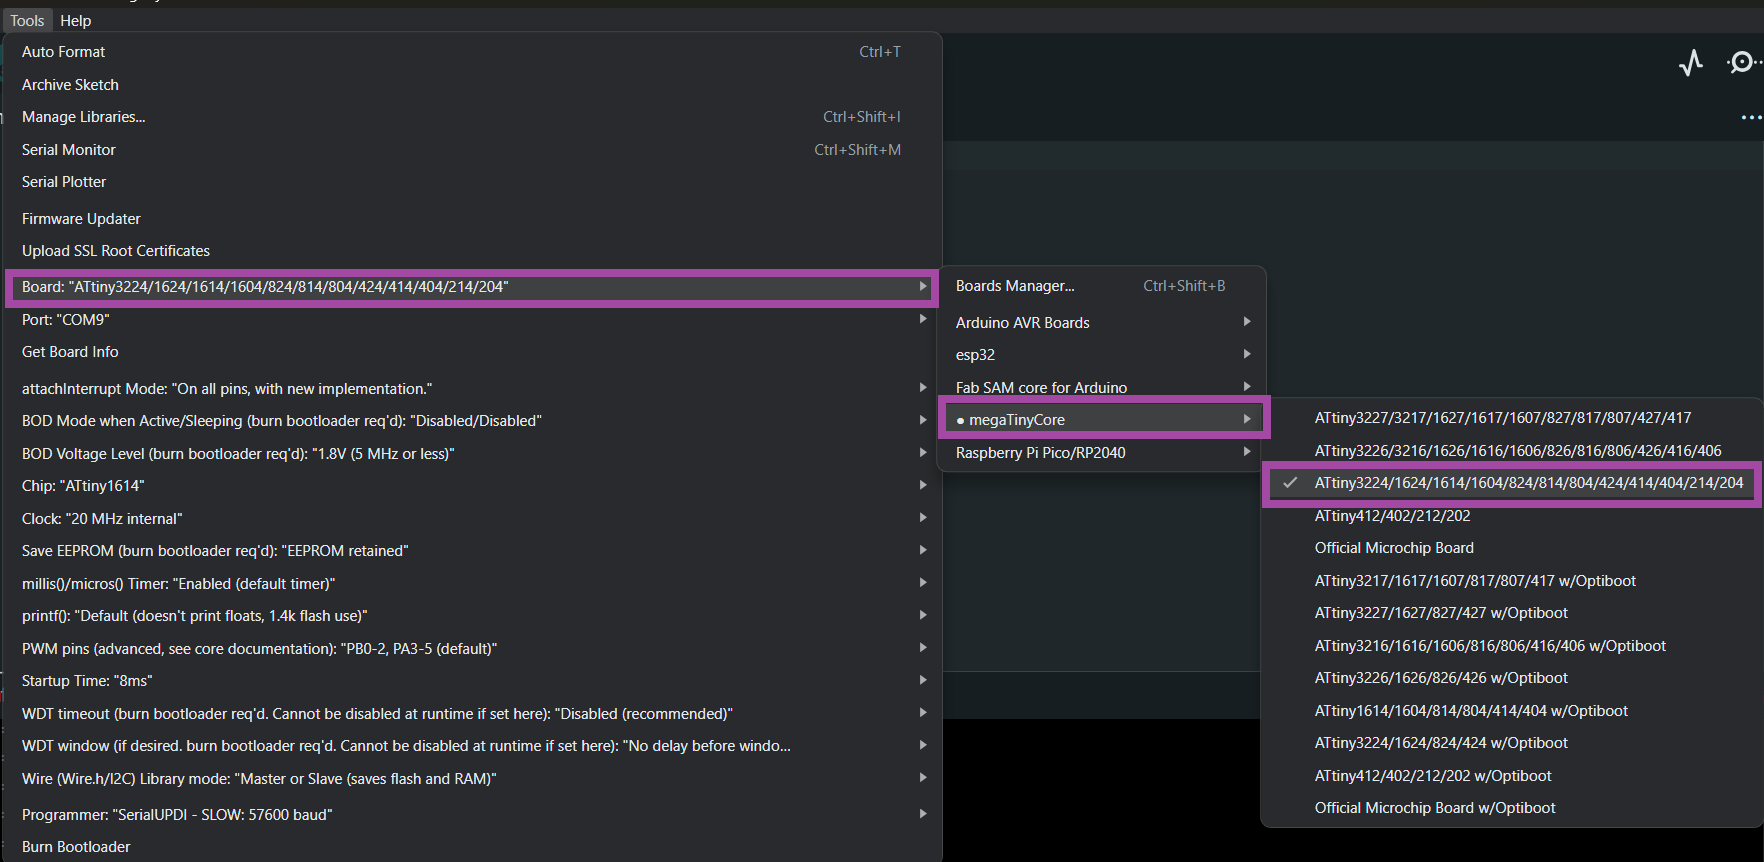 Tools Help
Auto Format Ctrl+T
Archive Sketch
Manage Libraries... Ctrl+Shift+I
Serial Monitor Ctrl+Shift+M
Serial Plotter
Firmware Updater
Upload SSL Root Certificates
Board: "ATtiny3224/1624/1614/1604/824/814/804/424/414/404/214/204"
Port: "COM9"
Get Board Info
attachInterrupt Mode: "On all pins, with new implementation."
BOD Mode when Active/Sleeping (burn bootloader req'd): "Disabled/Disabled"
BOD Voltage Level (burn bootloader req'd): "1.8V (5 MHz or less)"
Chip: "ATtiny1614"
Clock: "20 MHz internal"
Save EEPROM (burn bootloader req'd): "EEPROM retained"
millis()/micros() Timer: "Enabled (default timer)"
printf(): "Default (doesn't print floats, 1.4k flash use)"
PWM pins (advanced, see core documentation): "PB0-2, PA3-5 (default)"
Startup Time: "8ms"
WDT timeout (burn bootloader req'd. Cannot be disabled at runtime if set here): "Disabled (recommended)"
WDT window (if desired. burn bootloader req'd. Cannot be disabled at runtime if set here): "No delay before windo...
Wire (Wire.h/I2C) Library mode: "Master or Slave (saves flash and RAM)"
Programmer: "SerialUPDI - SLOW: 57600 baud"
Burn Bootloader
Boards Manager... Ctrl+Shift+B
Arduino AVR Boards
esp32
Fab SAM core for Arduino
● megaTinyCore
Raspberry Pi Pico/RP2040
ATtiny3227/3217/1627/1617/1607/827/817/807/427/417
ATtiny3226/3216/1626/1616/1606/826/816/806/426/416/406
✓ ATtiny3224/1624/1614/1604/824/814/804/424/414/404/214/204
ATtiny412/402/212/202
Official Microchip Board
ATtiny3217/1617/1607/817/807/417 w/Optiboot
ATtiny3227/1627/827/427 w/Optiboot
ATtiny3216/1616/1606/816/806/416/406 w/Optiboot
ATtiny3226/1626/826/426 w/Optiboot
ATtiny1614/1604/814/804/414/404 w/Optiboot
ATtiny3224/1624/824/424 w/Optiboot
ATtiny412/402/212/202 w/Optiboot
Official Microchip Board w/Optiboot